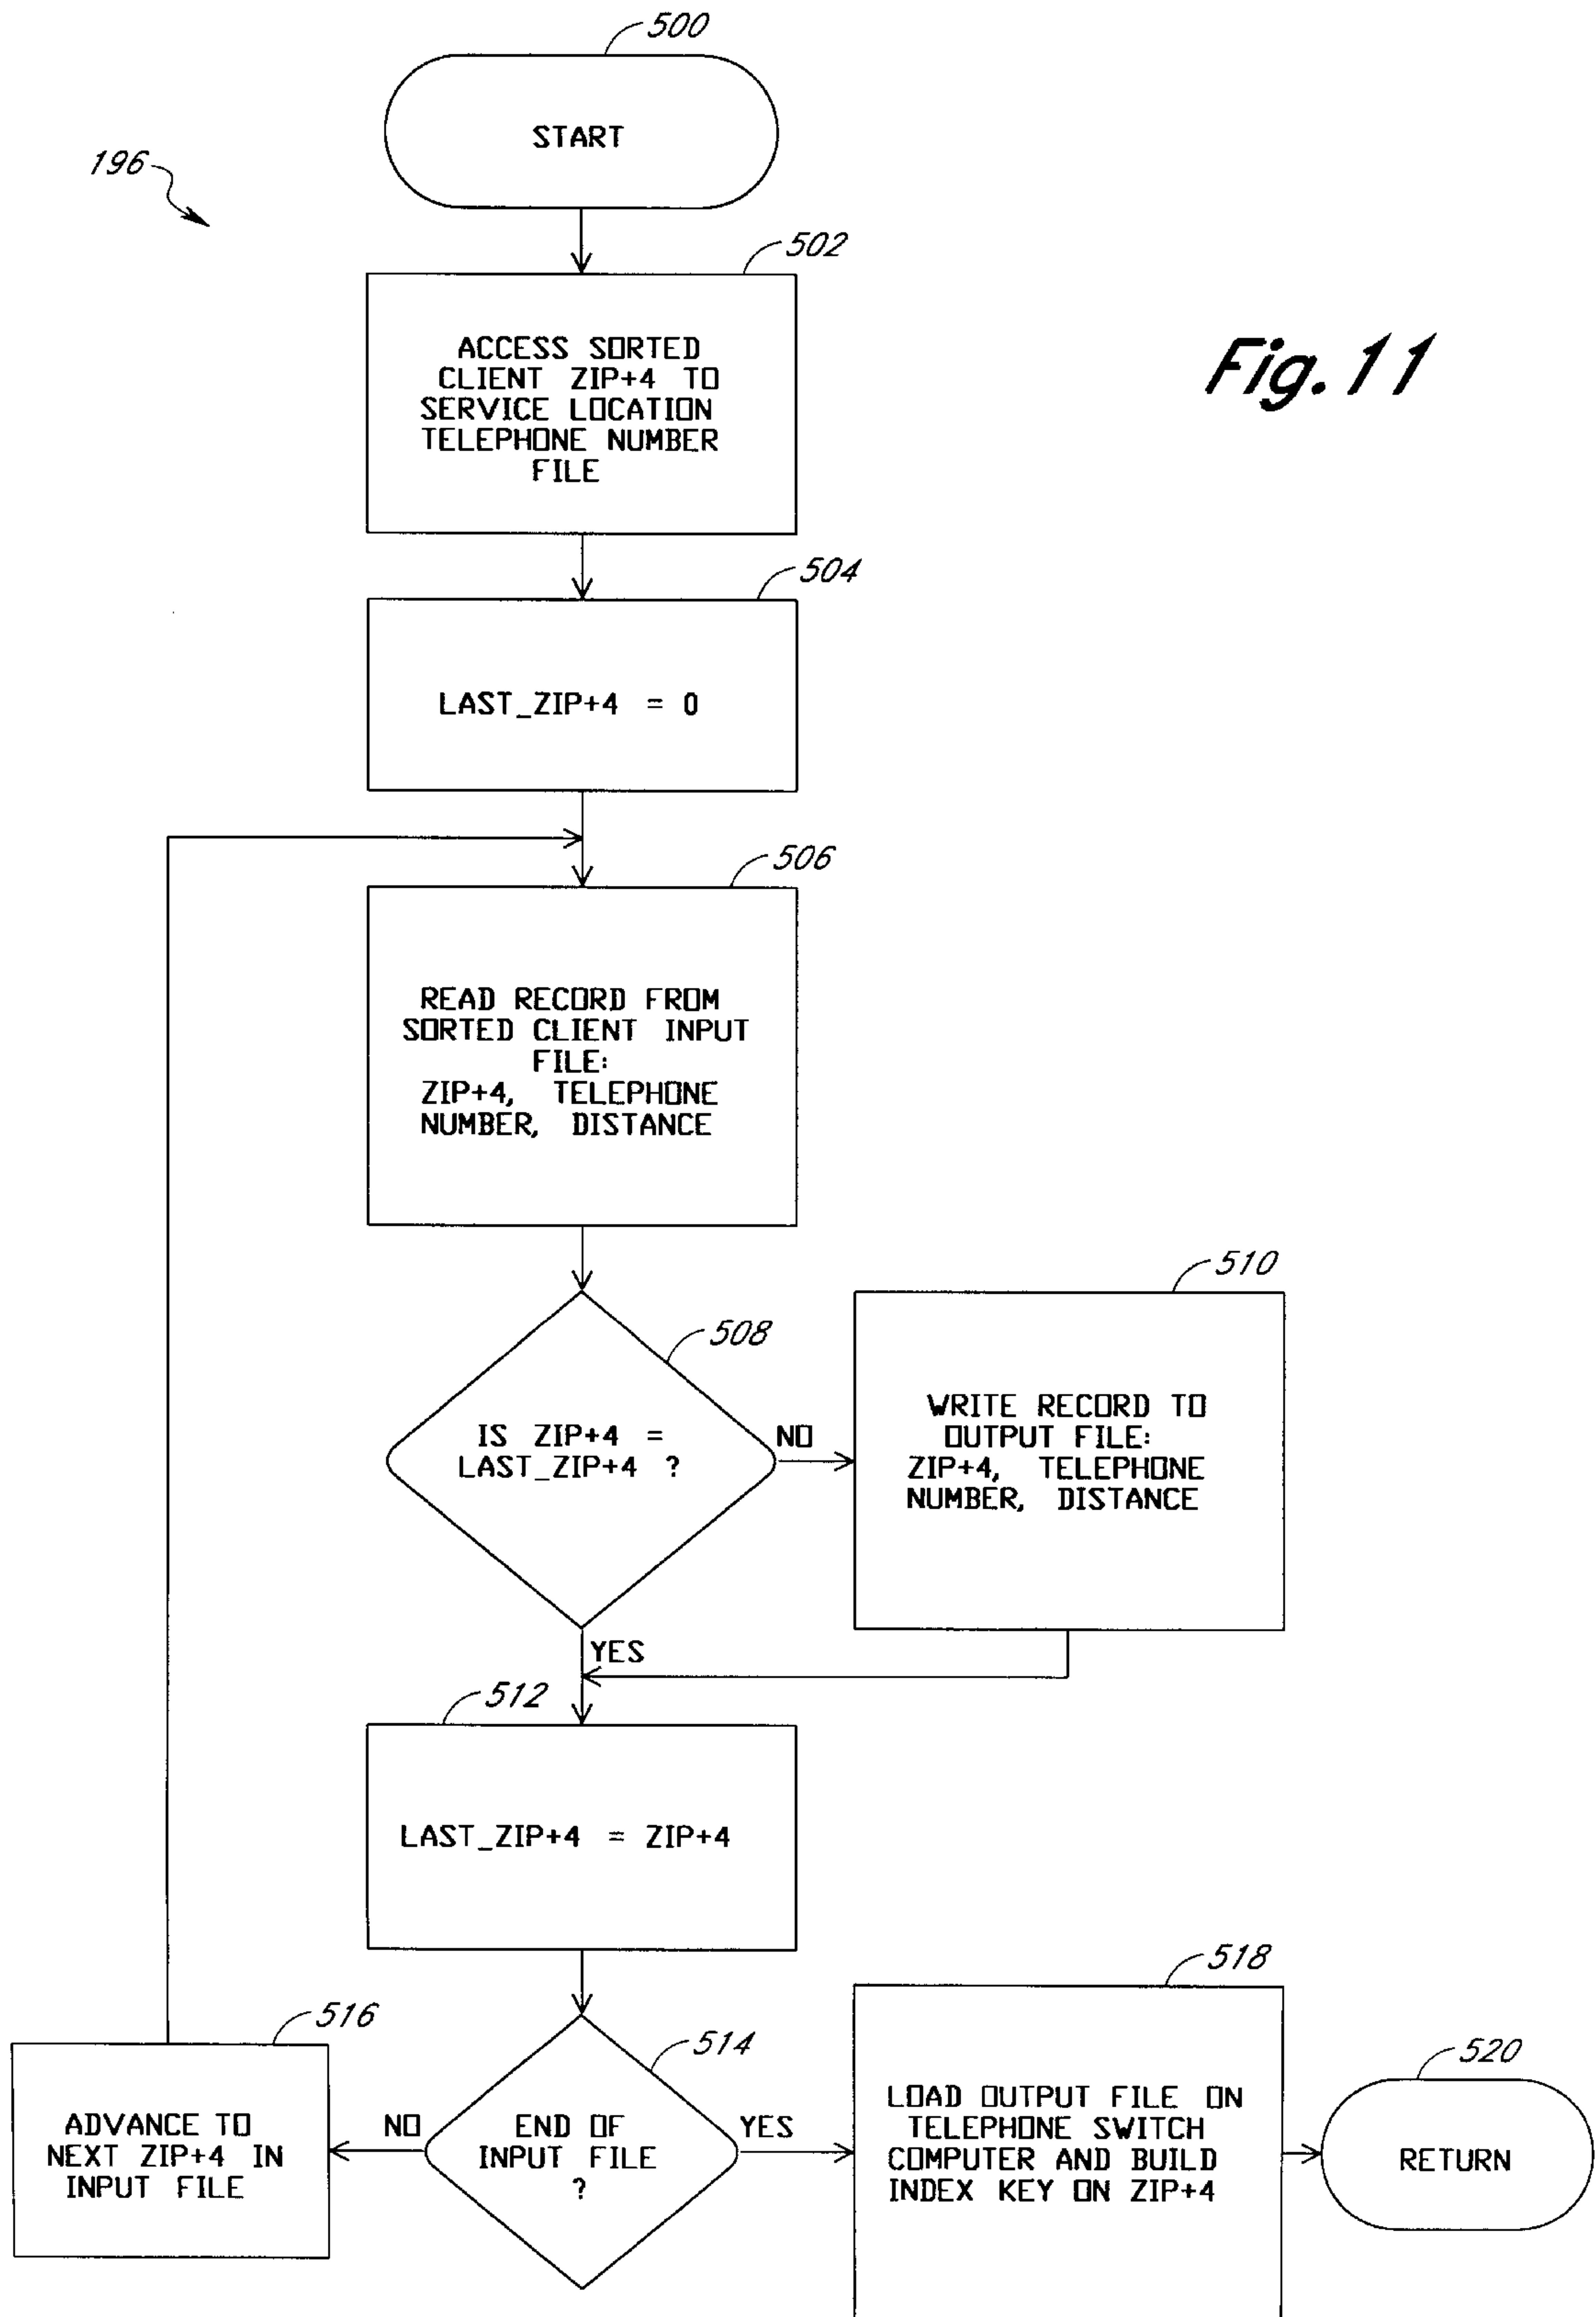 500
START
196
502
ACCESS SORTED
CLIENT ZIP+4 TO
SERVICE LOCATION
TELEPHONE NUMBER
FILE
Fig. 11
504
LAST_ZIP+4 = 0
506
READ RECORD FROM
SORTED CLIENT INPUT
FILE:
ZIP+4, TELEPHONE
NUMBER, DISTANCE
508
IS ZIP+4 =
LAST_ZIP+4 ?
NO
510
WRITE RECORD TO
OUTPUT FILE:
ZIP+4, TELEPHONE
NUMBER, DISTANCE
YES
512
LAST_ZIP+4 = ZIP+4
514
END OF
INPUT FILE
?
NO
516
ADVANCE TO
NEXT ZIP+4 IN
INPUT FILE
YES
518
LOAD OUTPUT FILE ON
TELEPHONE SWITCH
COMPUTER AND BUILD
INDEX KEY ON ZIP+4
520
RETURN